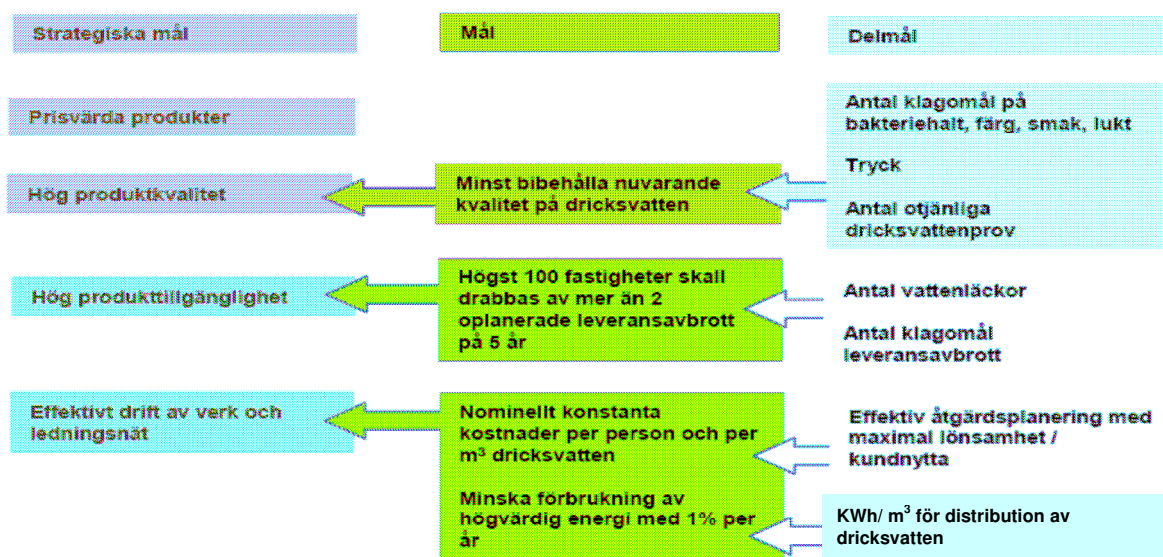 Strategiska mål
Mål
Delmål
Prisvärda produkter
Antal klagomål på
bakteriehalt, färg, smak, lukt
Tryck
Antal otjänliga
dricksvattenprov
Hög produktkvalitet
Minst bibehålla nuvarande
kvalitet på dricksvatten
Hög produkttillgänglighet
Högst 100 fastigheter skall
drabbas av mer än 2
oplanerade leveransavbrott
på 5 år
Antal vattenläckor
Antal klagomål
leveransavbrott
Effektivt drift av verk och
ledningsnät
Nominellt konstanta
kostnader per person och per
m³ dricksvatten
Effektiv åtgärdsplanering med
maximal lönsamhet /
kundnytta
Minska förbrukning av
högvärdig energi med 1% per
år
KWh/ m³ för distribution av
dricksvatten